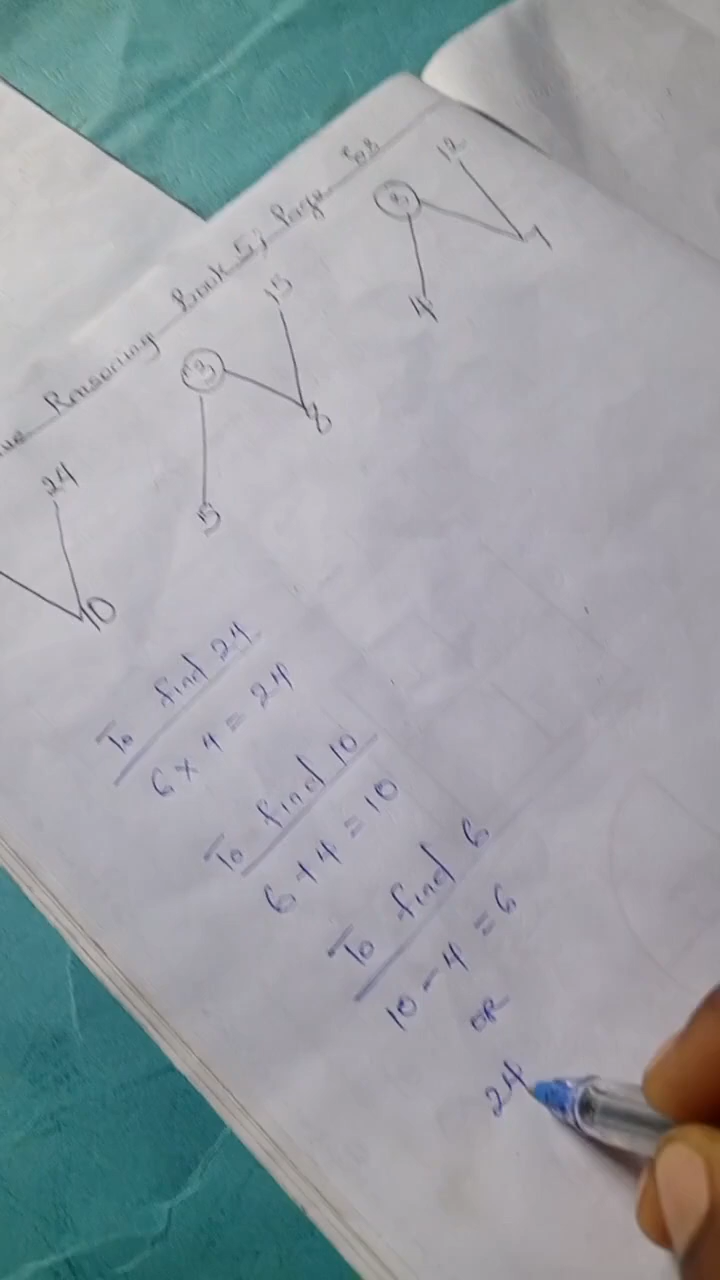 Reasoning Book 5, Page
24
10
3
15
8
5
3
12
7
4
To find 24
6 × 4 = 24
To find 10
6 + 4 = 10
To find 6
10 - 4 = 6
OR
24